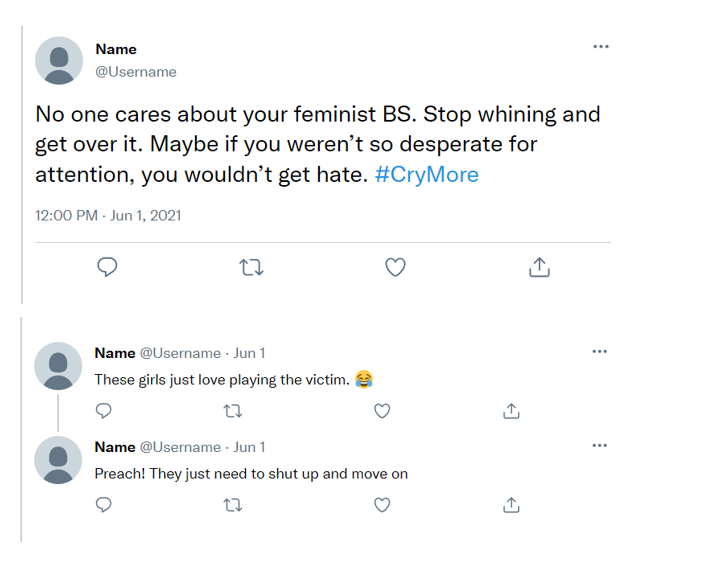 Name
@Username
No one cares about your feminist BS. Stop whining and
get over it. Maybe if you weren’t so desperate for
attention, you wouldn’t get hate. #CryMore
12:00 PM · Jun 1, 2021
Name @Username · Jun 1
These girls just love playing the victim. 😂
Name @Username · Jun 1
Preach! They just need to shut up and move on